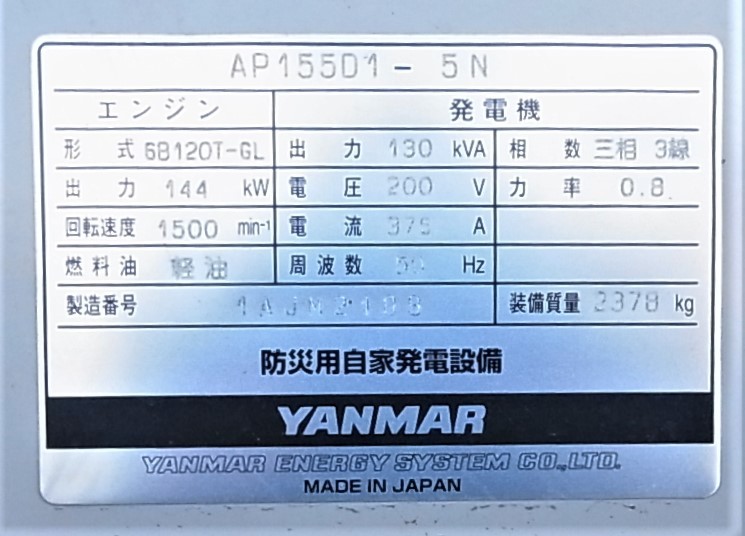 AP155D1 - 5N
エンジン 発電機
形式 6B120T-GL 出力 130 kVA 相数 三相 3線
出力 144 kW 電圧 200 V 力率 0.8
回転速度 1500 min-1 電流 375 A
燃料油 軽油 周波数 50 Hz
製造番号 装備質量 2378 kg
防災用自家発電設備
YANMAR
YANMAR ENERGY SYSTEM CO.,LTD.
MADE IN JAPAN